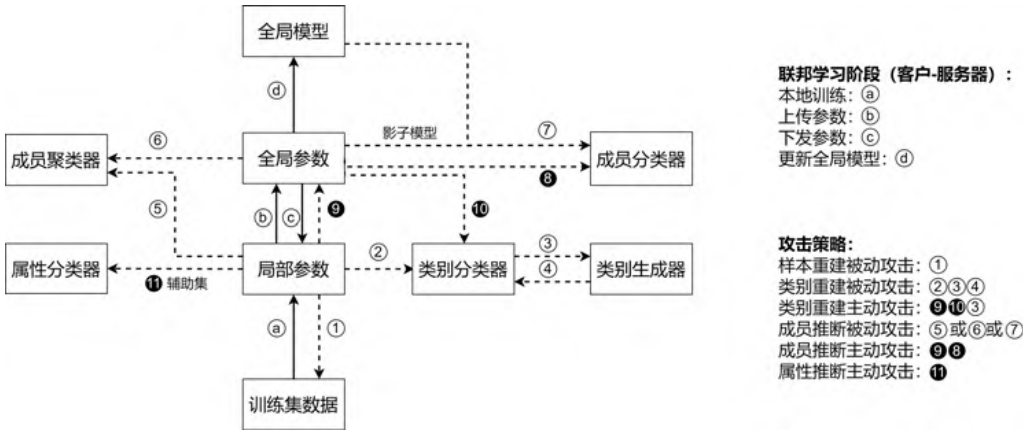 全局模型
ⓓ
影子模型
⑦
⑥
成员聚类器
全局参数
成员分类器
❽
⑤
ⓑ
ⓒ
❾
❿
②
③
④
属性分类器
局部参数
类别分类器
类别生成器
⓫ 辅助集
ⓐ
①
训练集数据
联邦学习阶段（客户-服务器）：
本地训练：ⓐ
上传参数：ⓑ
下发参数：ⓒ
更新全局模型：ⓓ
攻击策略：
样本重建被动攻击：①
类别重建被动攻击：②③④
类别重建主动攻击：❾❿③
成员推断被动攻击：⑤或⑥或⑦
成员推断主动攻击：❾❽
属性推断主动攻击：⓫